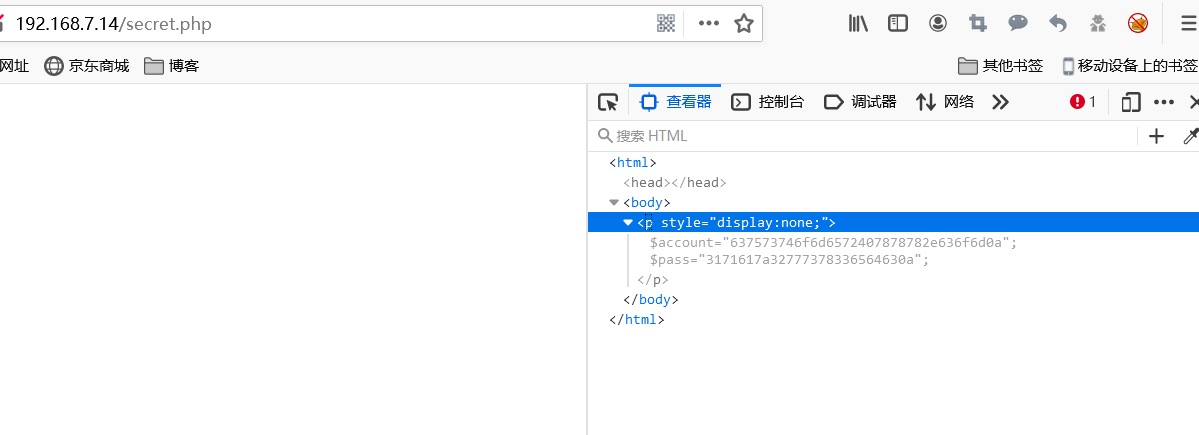 192.168.7.14/secret.php
网址 京东商城 博客 其他书签 移动设备上的书签
查看器 控制台 调试器 网络 1
搜索 HTML
<html>
<head></head>
<body>
<p style="display:none;">
$account="637573746f6d6572407878782e636f6d0a";
$pass="3171617a32777378336564630a";
</p>
</body>
</html>